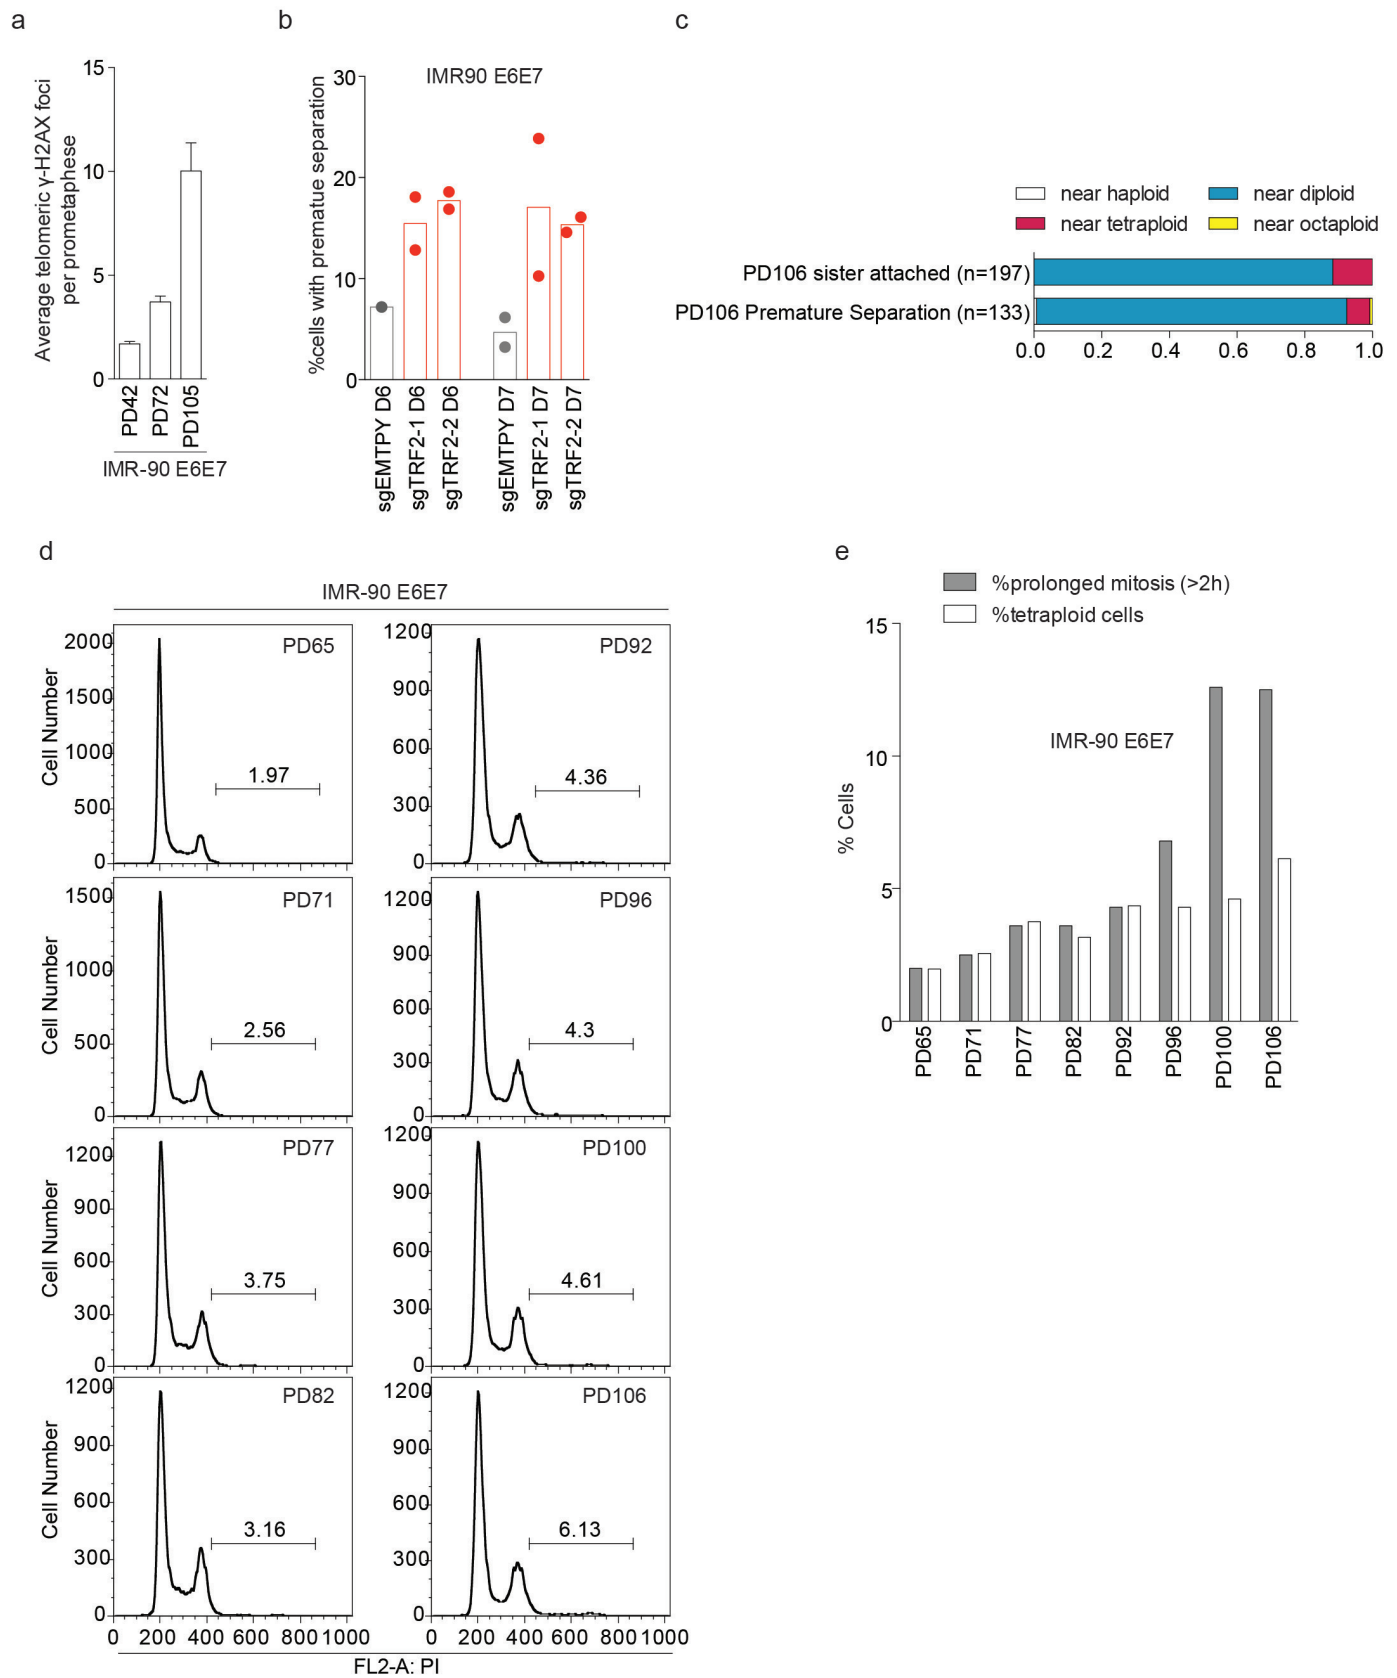 a
Average telomeric γ-H2AX foci
per prometaphese
15
10
5
0
PD42
PD72
PD105
IMR-90 E6E7
b
IMR90 E6E7
%cells with premature separation
30
20
10
0
sgEMTPY D6
sgTRF2-1 D6
sgTRF2-2 D6
sgEMTPY D7
sgTRF2-1 D7
sgTRF2-2 D7
c
near haploid
near diploid
near tetraploid
near octaploid
PD106 sister attached (n=197)
PD106 Premature Separation (n=133)
0.0 0.2 0.4 0.6 0.8 1.0
d
IMR-90 E6E7
Cell Number
2000
1500
1000
500
0
PD65
1.97
1200
900
600
300
0
PD92
4.36
Cell Number
1500
1000
500
0
PD71
2.56
1200
900
600
300
0
PD96
4.3
Cell Number
1200
900
600
300
0
PD77
3.75
1200
900
600
300
0
PD100
4.61
Cell Number
1200
900
600
300
0
PD82
3.16
1200
900
600
300
0
PD106
6.13
0 200 400 600 800 1000
0 200 400 600 800 1000
FL2-A: PI
e
%prolonged mitosis (>2h)
%tetraploid cells
IMR-90 E6E7
% Cells
15
10
5
0
PD65
PD71
PD77
PD82
PD92
PD96
PD100
PD106